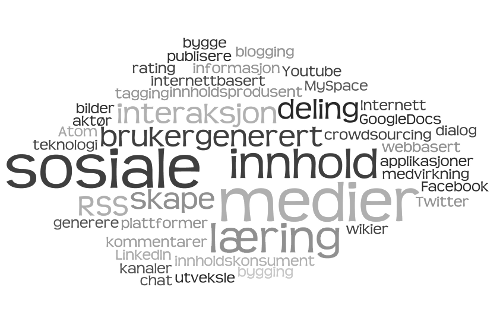 bygge
publisere blogging
rating informasjon Youtube
internettbasert MySpace
tagging innholdsprodusent
bilder interaksjon deling Internett
aktør GoogleDocs
Atom brukergenerert crowdsourcing dialog
teknologi webbasert
sosiale innhold applikasjoner
medvirkning
Facebook
RSS skape medier Twitter
generere plattformer læring wikier
kommentarer
LinkedIn innholdskonsument
kanaler bygging
chat utveksle